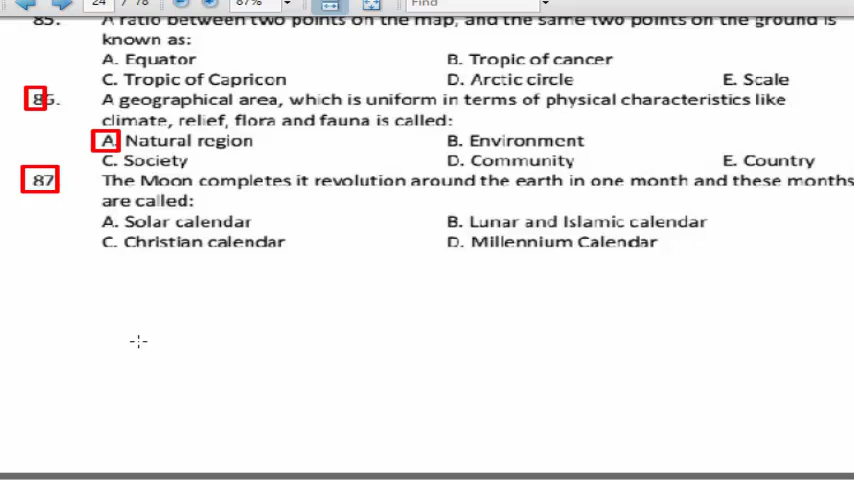 24 / 78 87% Find
85. A ratio between two points on the map, and the same two points on the ground is
known as:
A. Equator B. Tropic of cancer
C. Tropic of Capricon D. Arctic circle E. Scale
86. A geographical area, which is uniform in terms of physical characteristics like
climate, relief, flora and fauna is called:
A. Natural region B. Environment
C. Society D. Community E. Country
87 The Moon completes it revolution around the earth in one month and these months
are called:
A. Solar calendar B. Lunar and Islamic calendar
C. Christian calendar D. Millennium Calendar